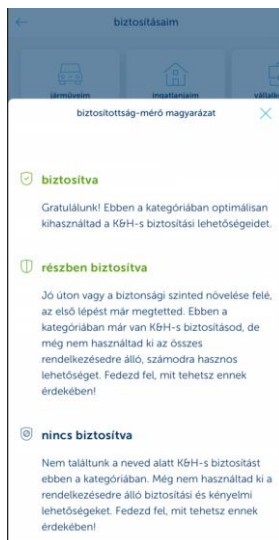 biztosításaim
járműveim ingatlanjaim
biztosítottság-mérő magyarázat
biztosítva
Gratulálunk! Ebben a kategóriában optimálisan
kihasználtad a K&H-s biztosítási lehetőségeidet.
részben biztosítva
Jó úton vagy a biztonsági szinted növelése felé,
az első lépést már megtetted. Ebben a
kategóriában már van K&H-s biztosításod, de
még nem használtad ki az összes
rendelkezésedre álló, számodra hasznos
lehetőséget. Fedezd fel, mit tehetsz ennek
érdekében!
nincs biztosítva
Nem találtunk a neved alatt K&H-s biztosítást
ebben a kategóriában. Még nem használtad ki a
rendelkezésedre álló biztosítási és kényelmi
lehetőségeket. Fedezd fel, mit tehetsz ennek
érdekében!